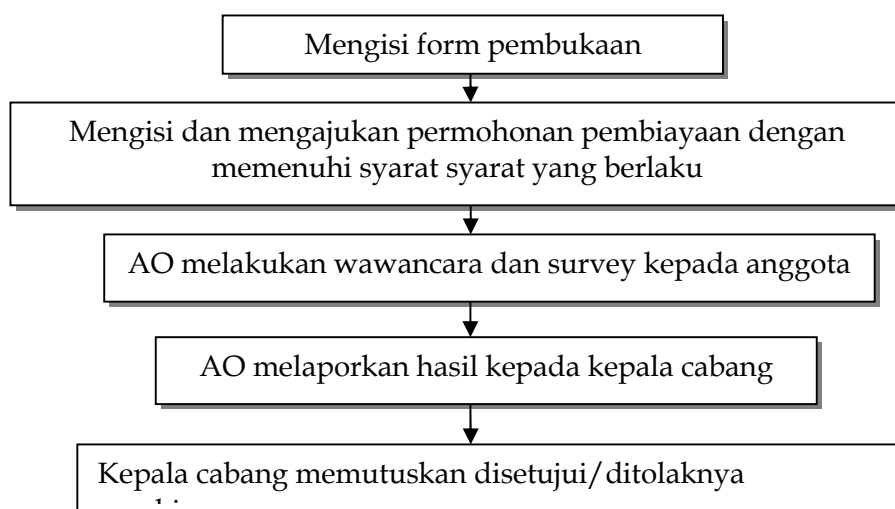 Mengisi form pembukaan
Mengisi dan mengajukan permohonan pembiayaan dengan
memenuhi syarat syarat yang berlaku
AO melakukan wawancara dan survey kepada anggota
AO melaporkan hasil kepada kepala cabang
Kepala cabang memutuskan disetujui/ditolaknya